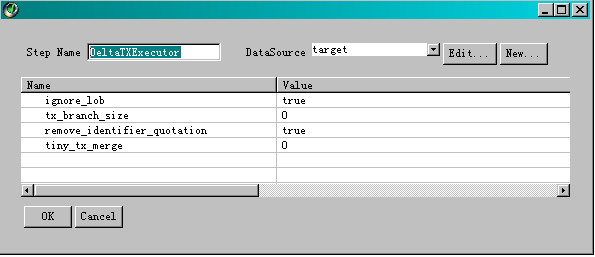 Step Name DeltaTXExecutor DataSource target Edit... New...
Name Value
ignore_lob true
tx_branch_size 0
remove_identifier_quotation true
tiny_tx_merge 0
OK Cancel